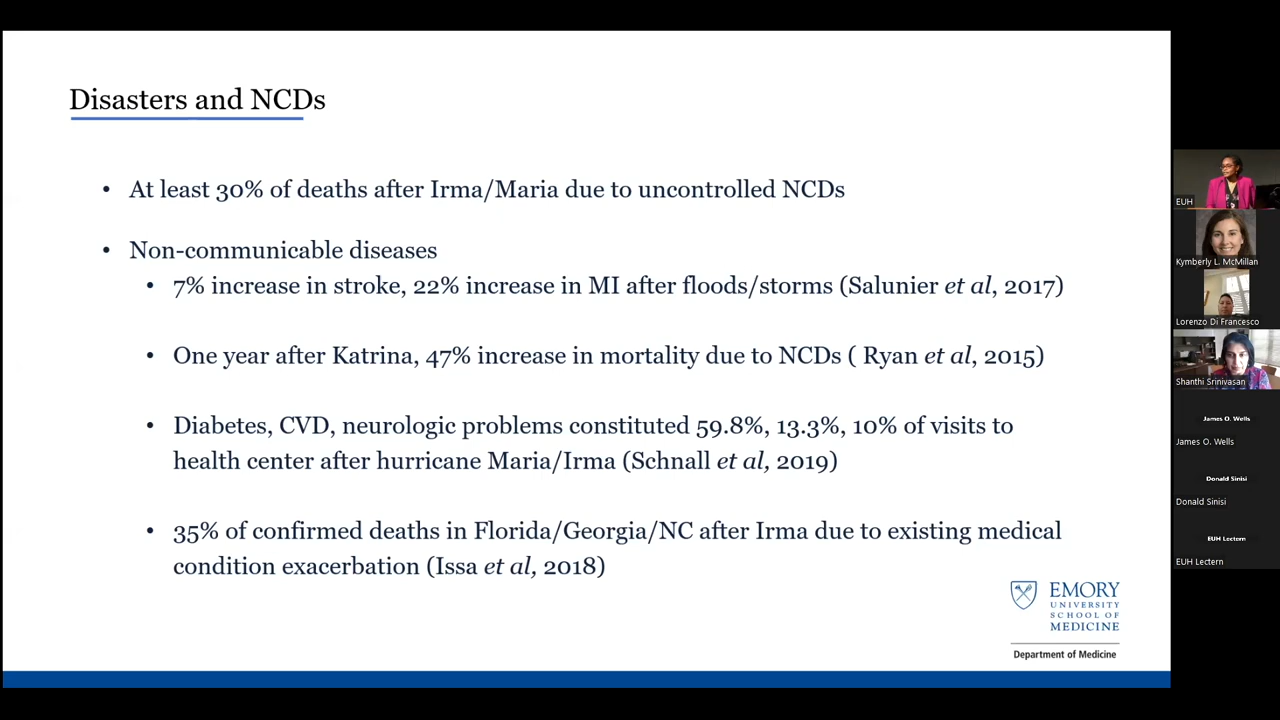 Disasters and NCDs
• At least 30% of deaths after Irma/Maria due to uncontrolled NCDs
• Non-communicable diseases
• 7% increase in stroke, 22% increase in MI after floods/storms (Salunier et al, 2017)
• One year after Katrina, 47% increase in mortality due to NCDs ( Ryan et al, 2015)
• Diabetes, CVD, neurologic problems constituted 59.8%, 13.3%, 10% of visits to
health center after hurricane Maria/Irma (Schnall et al, 2019)
• 35% of confirmed deaths in Florida/Georgia/NC after Irma due to existing medical
condition exacerbation (Issa et al, 2018)
EMORY
UNIVERSITY
SCHOOL OF
MEDICINE
Department of Medicine
EUH
Kymberly L. McMillan
Lorenzo Di Francesco
Shanthi Srinivasan
James O. Wells
James O. Wells
Donald Sinisi
Donald Sinisi
EUH Lectern
EUH Lectern